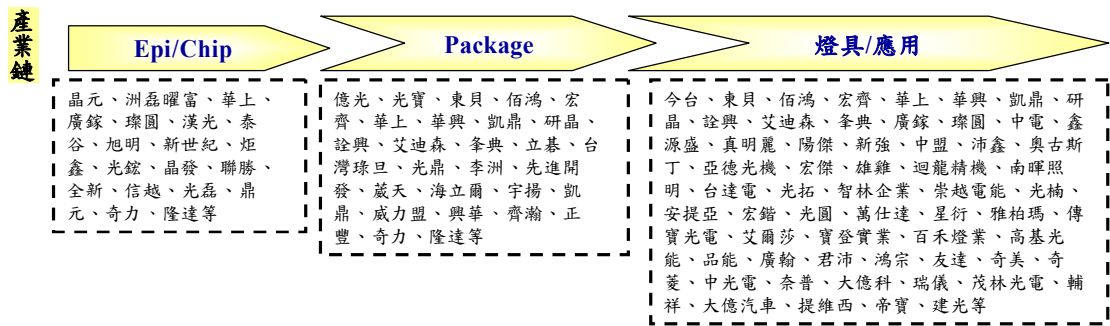 產業鏈
Epi/Chip
Package
燈具/應用
晶元、洲磊曜富、華上、
廣鎵、璨圓、漢光、泰
谷、旭明、新世紀、炬
鑫、光鋐、晶發、聯勝、
全新、信越、光磊、鼎
元、奇力、隆達等
億光、光寶、東貝、佰鴻、宏
齊、華上、華興、凱鼎、研晶、
詮興、艾迪森、夆典、立碁、台
灣琭旦、光鼎、李洲、先進開
發、葳天、海立爾、宇揚、凱
鼎、威力盟、興華、齊瀚、正
豐、奇力、隆達等
今台、東貝、佰鴻、宏齊、華上、華興、凱鼎、研
晶、詮興、艾迪森、夆典、廣鎵、璨圓、中電、鑫
源盛、真明麗、陽傑、新強、中盟、沛鑫、奧古斯
丁、亞德光機、宏傑、雄雞、迴龍精機、南暉照
明、台達電、光拓、智林企業、崇越電能、光楠、
安提亞、宏鍇、光圓、萬仕達、星衍、雅柏瑪、傳
寶光電、艾爾莎、寶登實業、百禾燈業、高基光
能、品能、廣翰、君沛、鴻宗、友達、奇美、奇
菱、中光電、奈普、大億科、瑞儀、茂林光電、輔
祥、大億汽車、提維西、帝寶、建光等